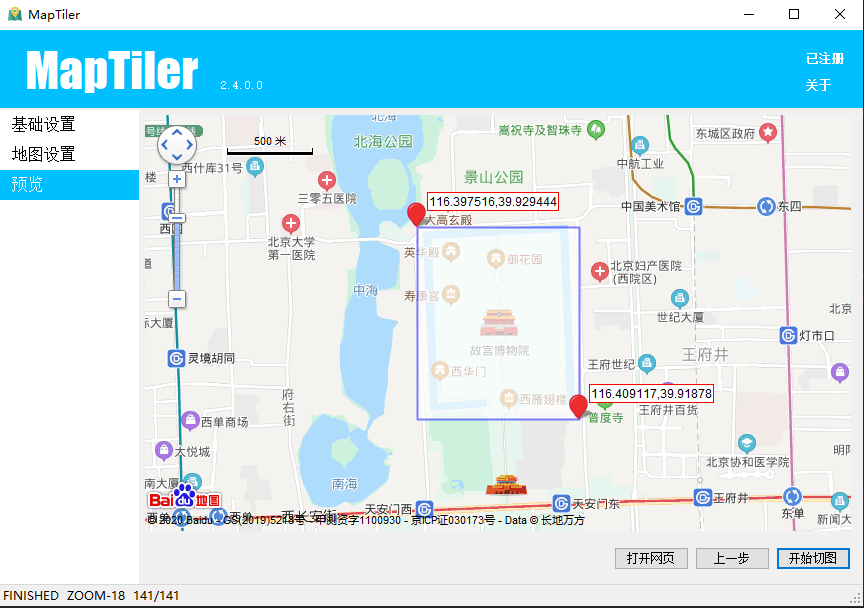 MapTiler
MapTiler 2.4.0.0
已注册
关于
基础设置
地图设置
预览
北海
北海公园
500 米
嵩祝寺及智珠寺
东城区政府
中航工业
西什库31号
景山公园
三零五医院
116.397516,39.929444
大高玄殿
中国美术馆
东四
北京大学
第一医院
英华殿
御花园
北京妇产医院
(西院区)
中海
寿康宫
世纪大厦
故宫博物院
灯市口
灵境胡同
王府井
王府世纪
西华门
116.409117,39.91878
西雁翅楼
王府井百货
普度寺
府右街
西单商场
大悦城
北京协和医学院
南海
Bai du 地图
天安门西
天安门东
王府井
东单
西单
西长安街
© 2020 Baidu - GS(2019)5218号 - 甲测资字1100930 - 京ICP证030173号 - Data © 长地万方
打开网页
上一步
开始切图
FINISHED ZOOM-18 141/141